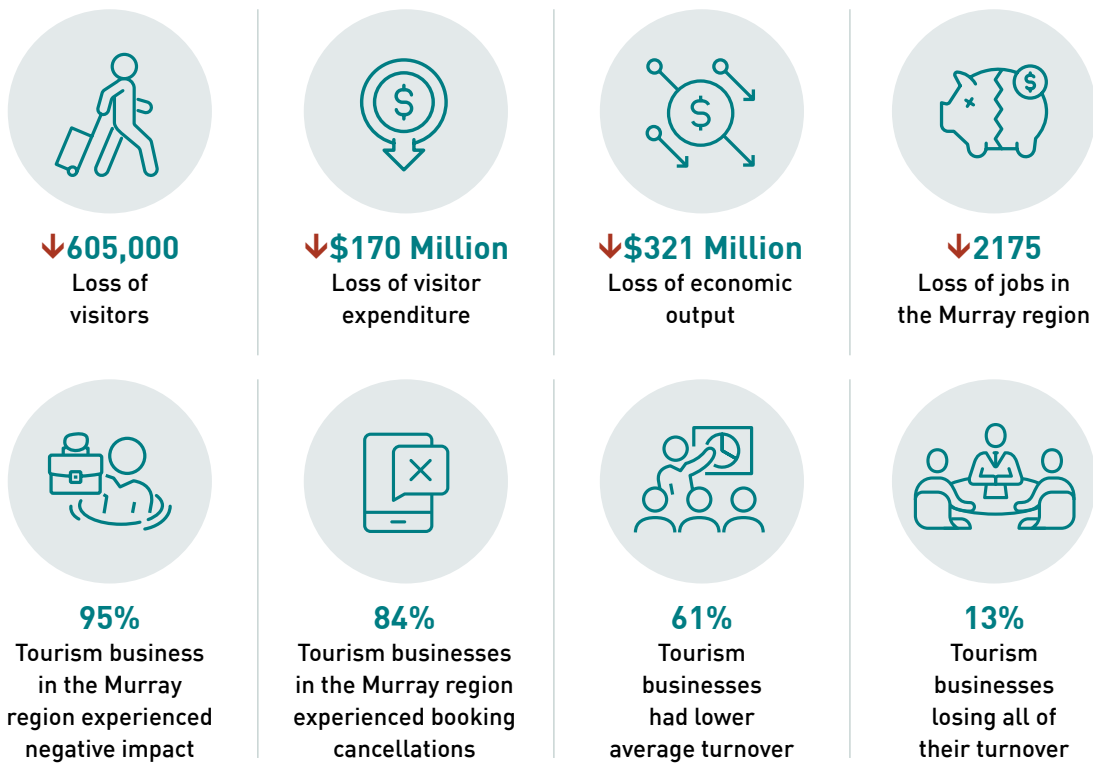 ↓605,000
Loss of
visitors
↓$170 Million
Loss of visitor
expenditure
↓$321 Million
Loss of economic
output
↓2175
Loss of jobs in
the Murray region
95%
Tourism business
in the Murray
region experienced
negative impact
84%
Tourism businesses
in the Murray region
experienced booking
cancellations
61%
Tourism
businesses
had lower
average turnover
13%
Tourism
businesses
losing all of
their turnover